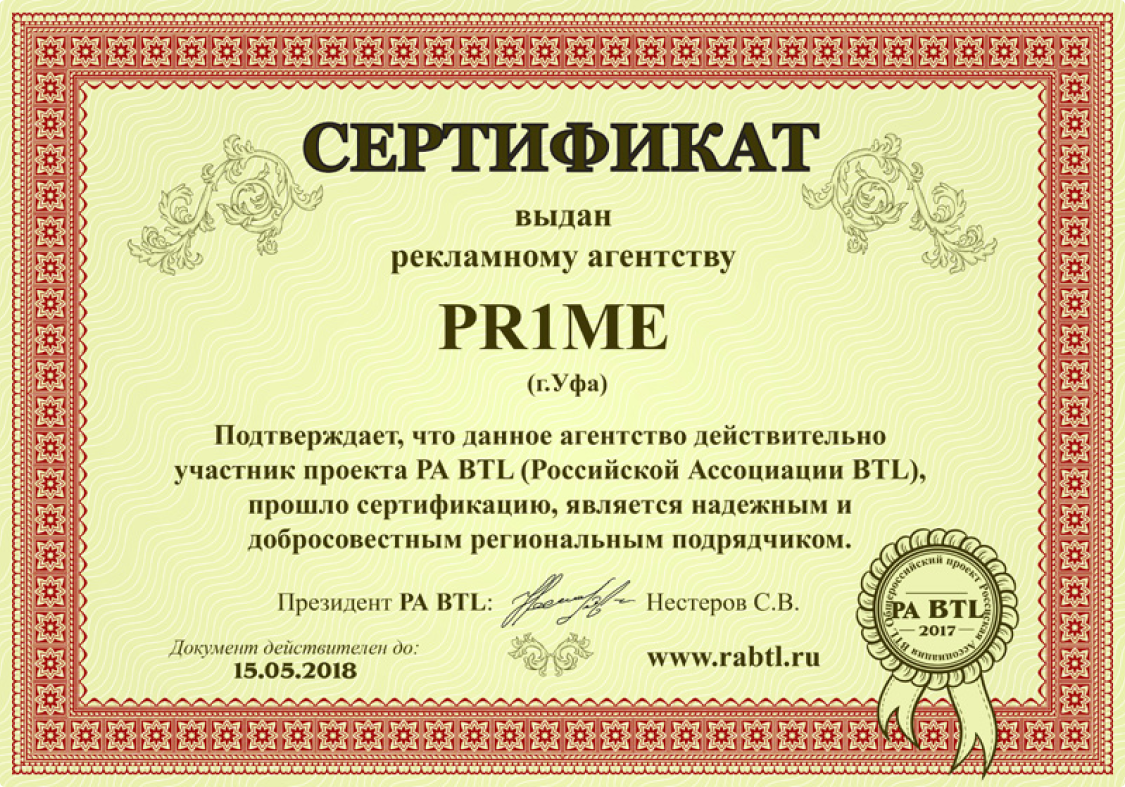 СЕРТИФИКАТ
выдан
рекламному агентству
PR1ME
(г.Уфа)
Подтверждает, что данное агентство действительно
участник проекта РА BTL (Российской Ассоциации BTL),
прошло сертификацию, является надежным и
добросовестным региональным подрядчиком.
Президент РА BTL: Нестеров С.В.
Документ действителен до:
15.05.2018
www.rabtl.ru
Общероссийский проект Российская Ассоциация BTL
РА BTL
2017